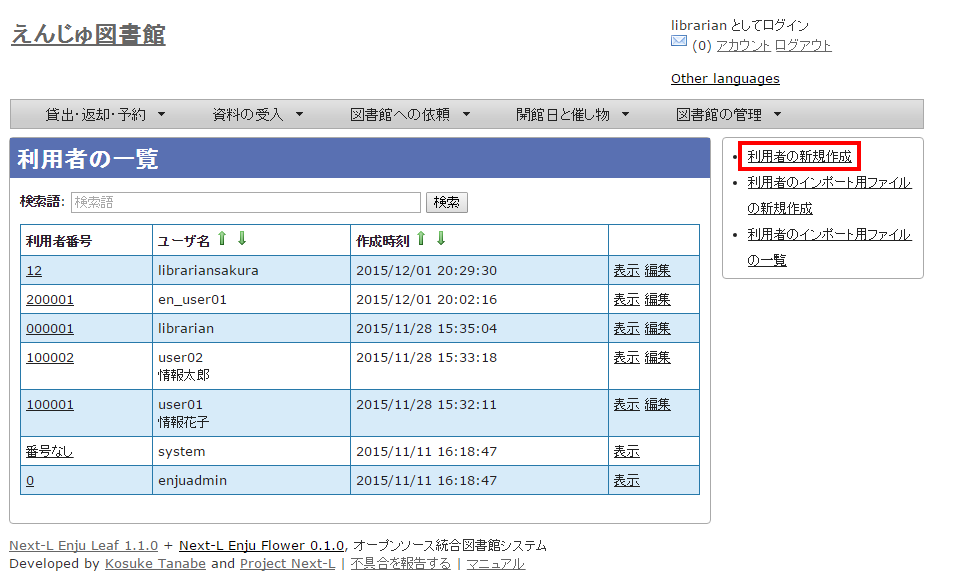 えんじゅ図書館
librarian としてログイン
(0) アカウント ログアウト
Other languages
貸出・返却・予約 ▼ 資料の受入 ▼ 図書館への依頼 ▼ 開館日と催し物 ▼ 図書館の管理 ▼
利用者の一覧
検索語: 検索語 検索
利用者番号 ユーザ名 作成時刻
12 librariansakura 2015/12/01 20:29:30 表示 編集
200001 en_user01 2015/12/01 20:02:16 表示 編集
000001 librarian 2015/11/28 15:35:04 表示 編集
100002 user02 2015/11/28 15:33:18 表示 編集
情報太郎
100001 user01 2015/11/28 15:32:11 表示 編集
情報花子
番号なし system 2015/11/11 16:18:47 表示
0 enjuadmin 2015/11/11 16:18:47 表示
• 利用者の新規作成
• 利用者のインポート用ファイル
の新規作成
• 利用者のインポート用ファイル
の一覧
Next-L Enju Leaf 1.1.0 + Next-L Enju Flower 0.1.0, オープンソース統合図書館システム
Developed by Kosuke Tanabe and Project Next-L | 不具合を報告する | マニュアル